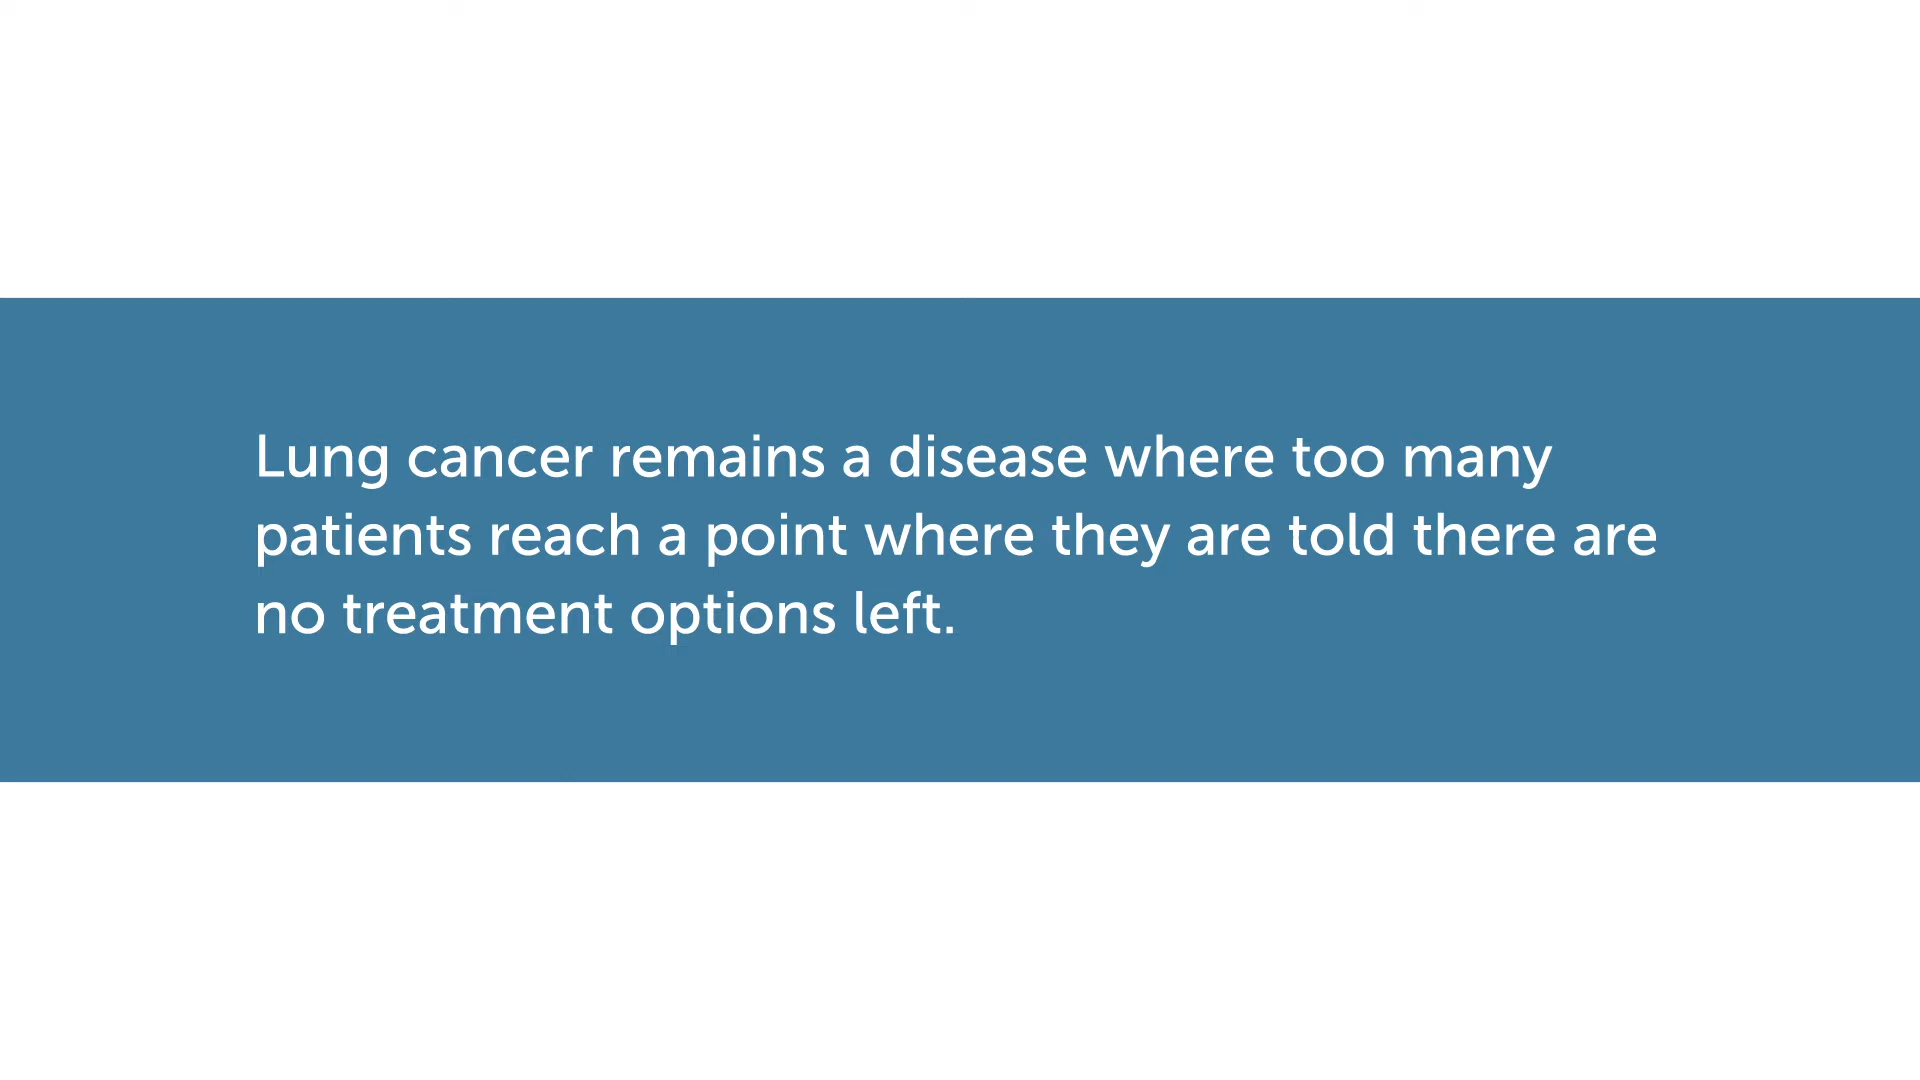 Lung cancer remains a disease where too many
patients reach a point where they are told there are
no treatment options left.